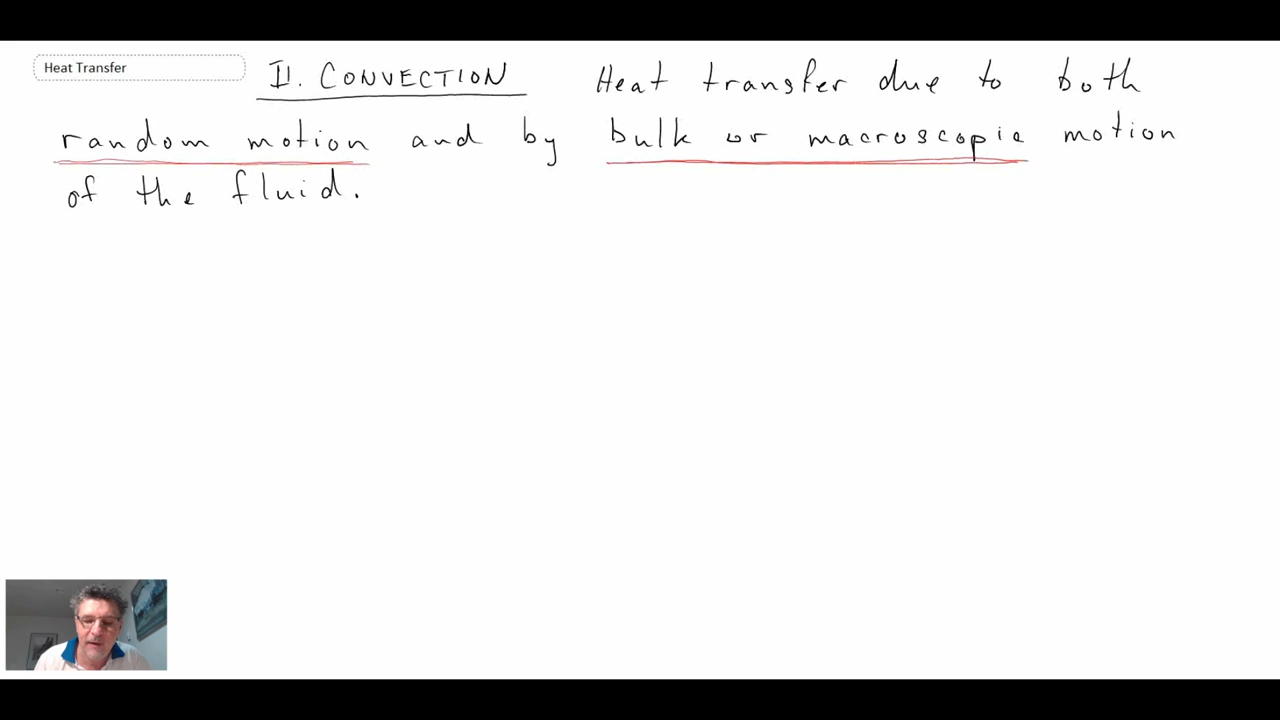 Heat Transfer
II. CONVECTION Heat transfer due to both
random motion and by bulk or macroscopic motion
of the fluid.